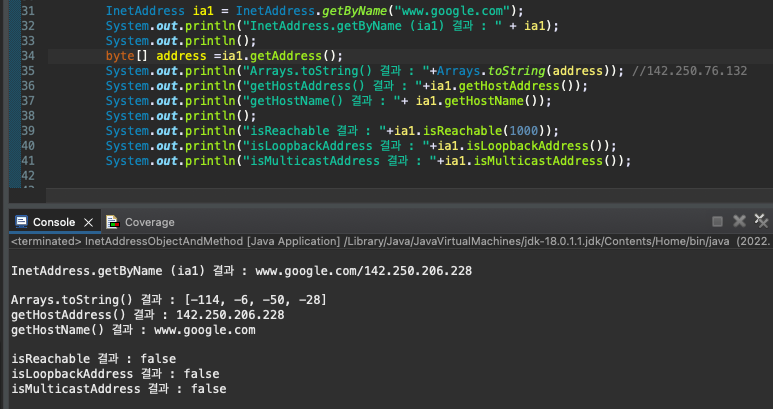 31 InetAddress ia1 = InetAddress.getByName("www.google.com");
32 System.out.println("InetAddress.getByName (ia1) 결과 : " + ia1);
33 System.out.println();
34 byte[] address =ia1.getAddress();
35 System.out.println("Arrays.toString() 결과 : "+Arrays.toString(address)); //142.250.76.132
36 System.out.println("getHostAddress() 결과 : "+ia1.getHostAddress());
37 System.out.println("getHostName() 결과 : "+ ia1.getHostName());
38 System.out.println();
39 System.out.println("isReachable 결과 : "+ia1.isReachable(1000));
40 System.out.println("isLoopbackAddress 결과 : "+ia1.isLoopbackAddress());
41 System.out.println("isMulticastAddress 결과 : "+ia1.isMulticastAddress());
42
Console Coverage
<terminated> InetAddressObjectAndMethod [Java Application] /Library/Java/JavaVirtualMachines/jdk-18.0.1.1.jdk/Contents/Home/bin/java (2022.
InetAddress.getByName (ia1) 결과 : www.google.com/142.250.206.228
Arrays.toString() 결과 : [-114, -6, -50, -28]
getHostAddress() 결과 : 142.250.206.228
getHostName() 결과 : www.google.com
isReachable 결과 : false
isLoopbackAddress 결과 : false
isMulticastAddress 결과 : false